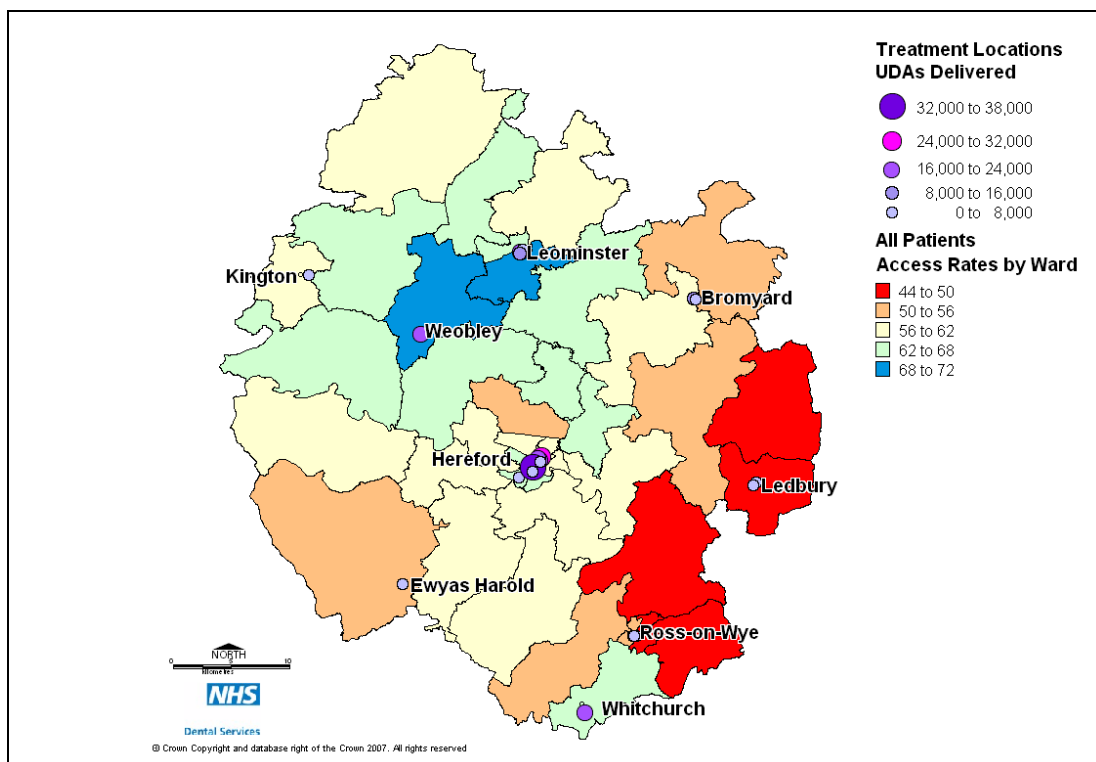 Treatment Locations
UDAs Delivered
32,000 to 38,000
24,000 to 32,000
16,000 to 24,000
8,000 to 16,000
0 to 8,000
All Patients
Access Rates by Ward
44 to 50
50 to 56
56 to 62
62 to 68
68 to 72
Leominster
Kington
Bromyard
Weobley
Hereford
Ledbury
Ewyas Harold
Ross-on-Wye
Whitchurch
NORTH
0 5 10
kilometres
NHS
Dental Services
© Crown Copyright and database right of the Crown 2007. All rights reserved